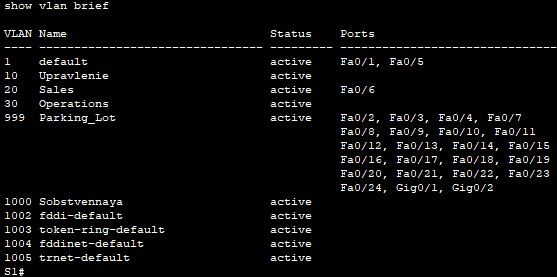 show vlan brief
VLAN Name Status Ports
---- -------------------------------- --------- -------------------------------
1 default active Fa0/1, Fa0/5
10 Upravlenie active
20 Sales active Fa0/6
30 Operations active
999 Parking_Lot active Fa0/2, Fa0/3, Fa0/4, Fa0/7
Fa0/8, Fa0/9, Fa0/10, Fa0/11
Fa0/12, Fa0/13, Fa0/14, Fa0/15
Fa0/16, Fa0/17, Fa0/18, Fa0/19
Fa0/20, Fa0/21, Fa0/22, Fa0/23
Fa0/24, Gig0/1, Gig0/2
1000 Sobstvennaya active
1002 fddi-default active
1003 token-ring-default active
1004 fddinet-default active
1005 trnet-default active
S1#